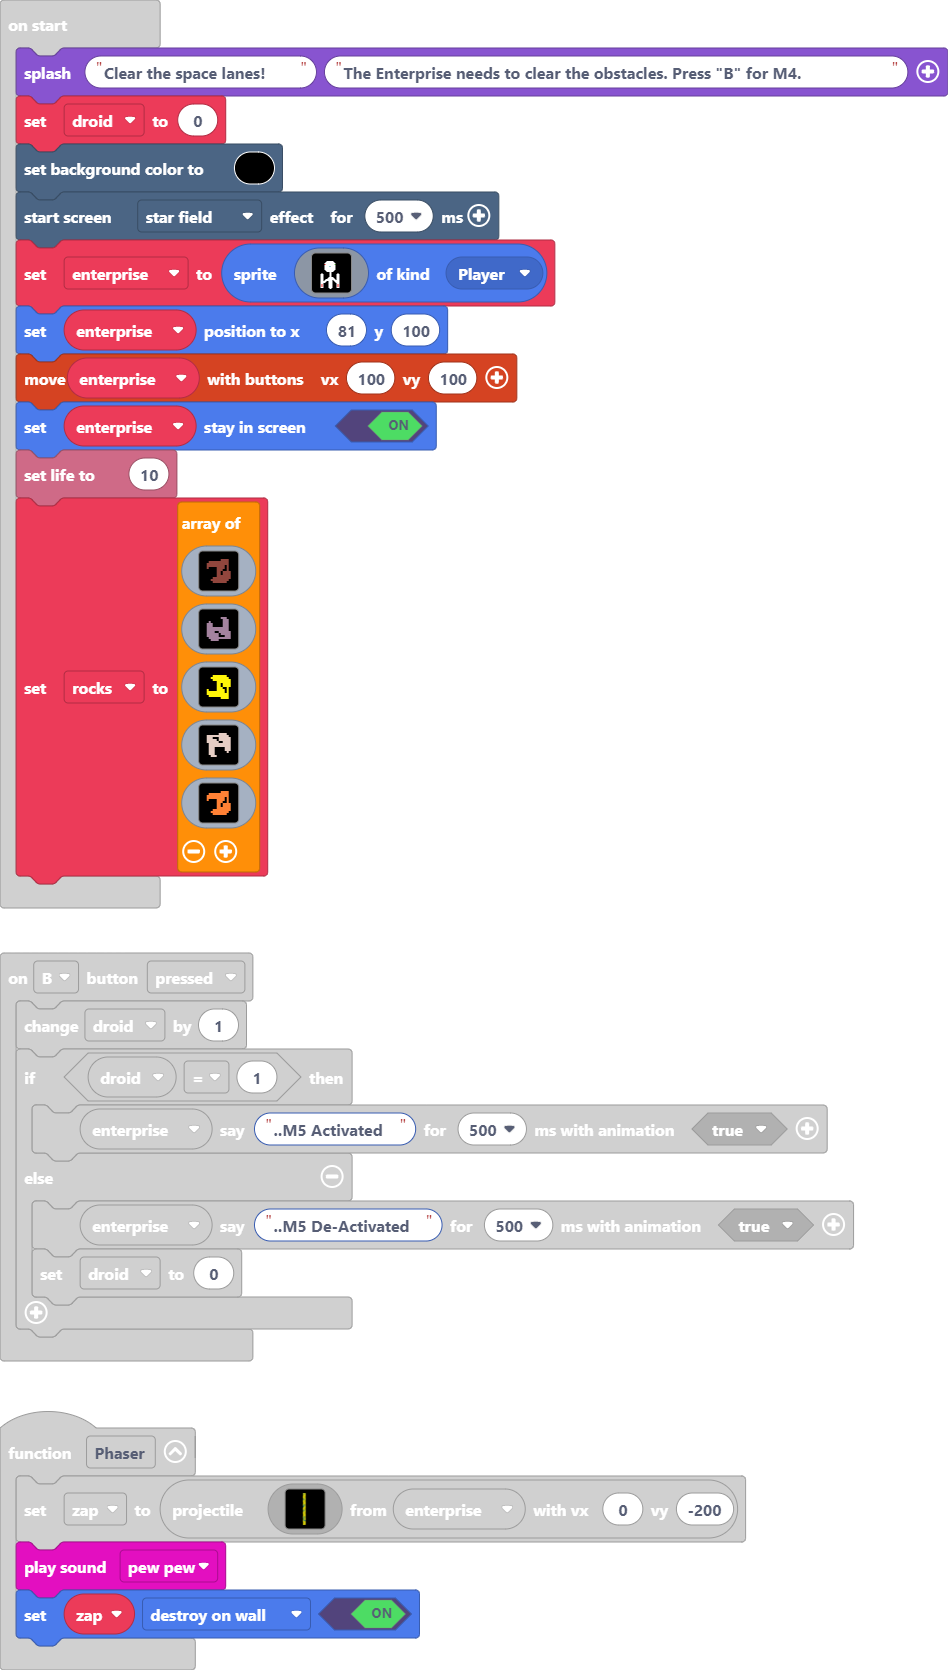 on start
splash "Clear the space lanes! " "The Enterprise needs to clear the obstacles. Press "B" for M4. "
set droid to 0
set background color to
start screen star field effect for 500 ms
set enterprise to sprite of kind Player
set enterprise position to x 81 y 100
move enterprise with buttons vx 100 vy 100
set enterprise stay in screen ON
set life to 10
array of
set rocks to
on B button pressed
change droid by 1
if droid = 1 then
enterprise say "..M5 Activated " for 500 ms with animation true
else
enterprise say "..M5 De-Activated " for 500 ms with animation true
set droid to 0
function Phaser
set zap to projectile from enterprise with vx 0 vy -200
play sound pew pew
set zap destroy on wall ON